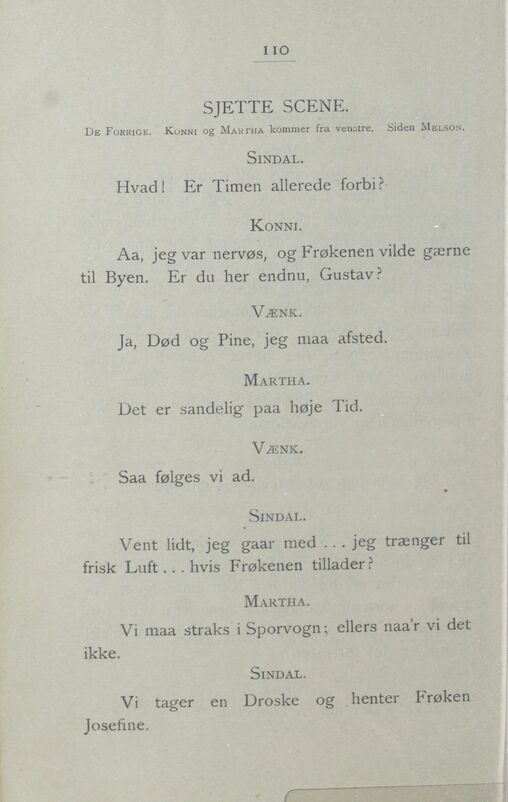 110
SJETTE SCENE.
DE FORRIGE. KONNI og MARTHA kommer fra venstre. Siden MELSON.
SINDAL.
Hvad! Er Timen allerede forbi?
KONNI.
Aa, jeg var nervøs, og Frøkenen vilde gærne
til Byen. Er du her endnu, Gustav?
VÆNK.
Ja, Død og Pine, jeg maa afsted.
MARTHA.
Det er sandelig paa høje Tid.
VÆNK.
Saa følges vi ad.
SINDAL.
Vent lidt, jeg gaar med ... jeg trænger til
frisk Luft ... hvis Frøkenen tillader?
MARTHA.
Vi maa straks i Sporvogn; ellers naa'r vi det
ikke.
SINDAL.
Vi tager en Droske og henter Frøken
Josefine.